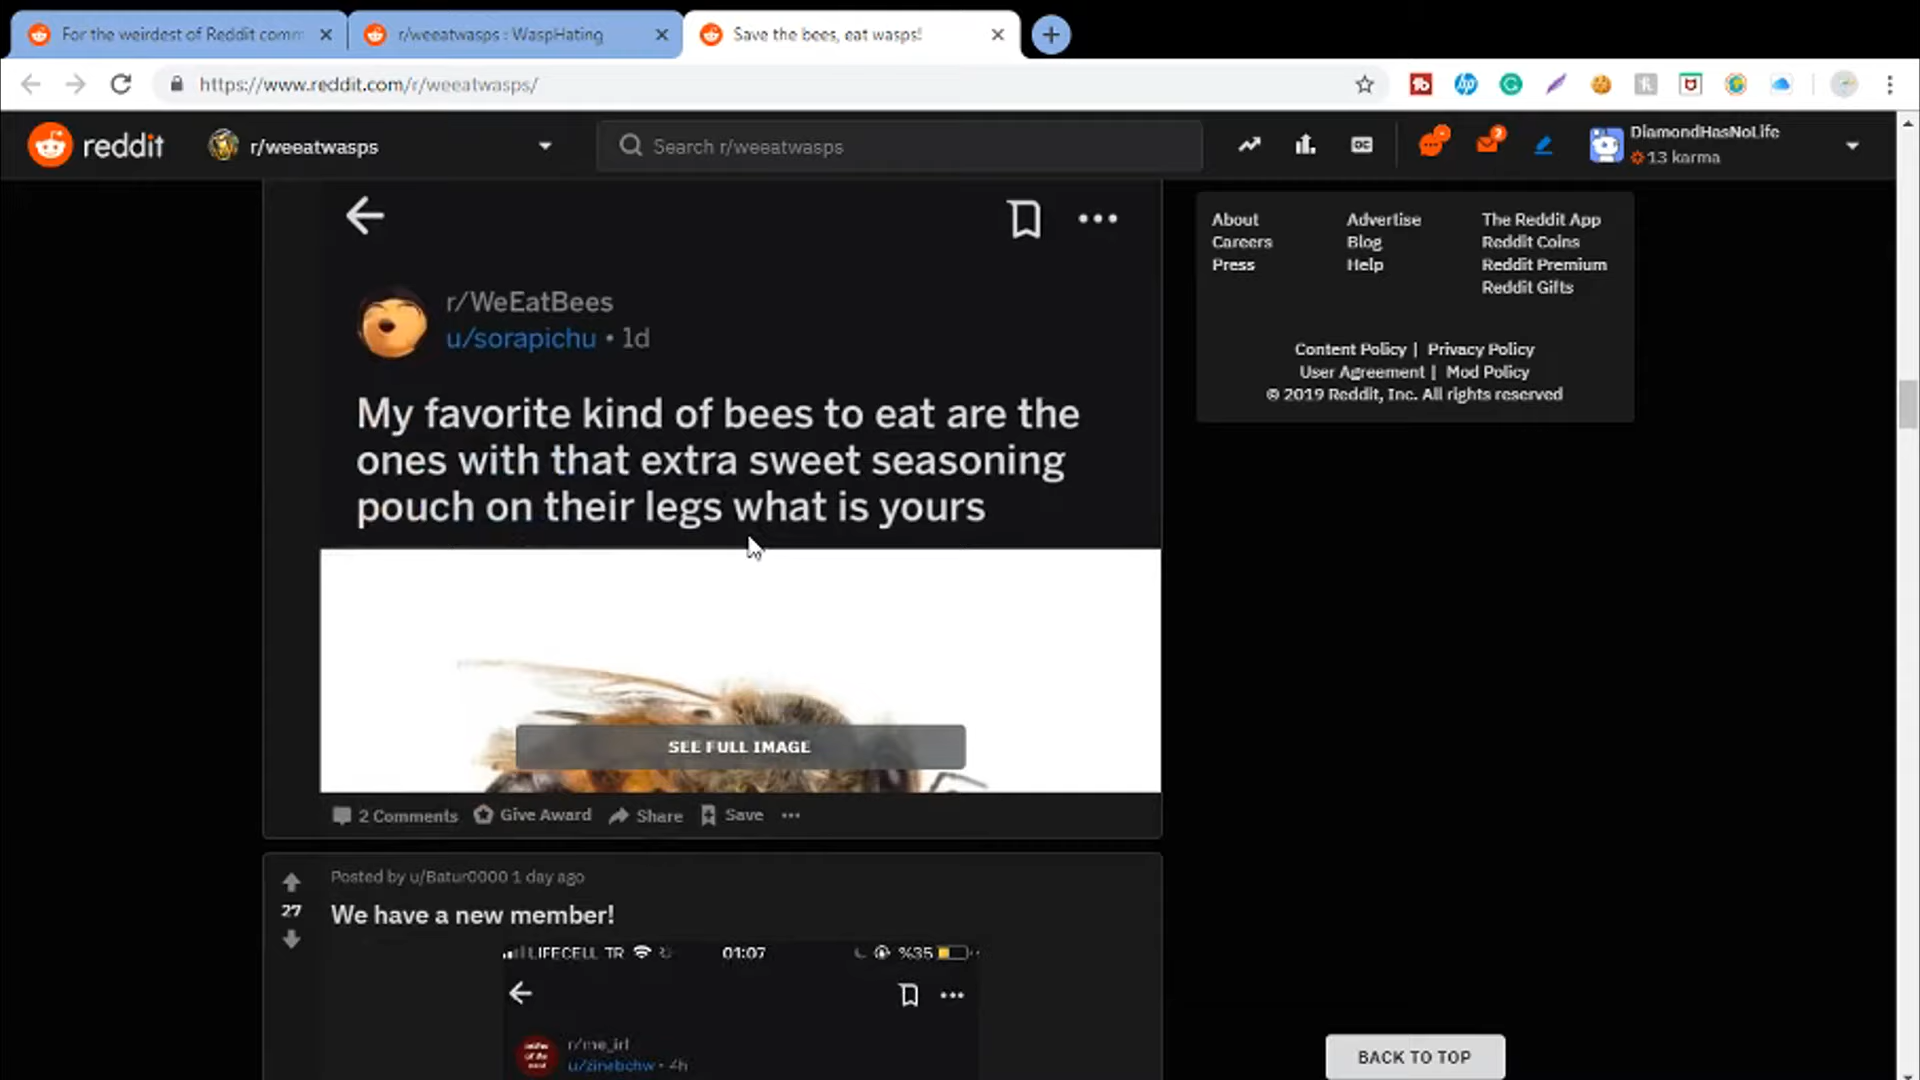 For the weirdest of Reddit comm
r/weeatwasps : WaspHating
Save the bees, eat wasps!
https://www.reddit.com/r/weeatwasps/
reddit
r/weeatwasps
Search r/weeatwasps
DiamondHasNoLife
13 karma
r/WeEatBees
u/sorapichu • 1d
My favorite kind of bees to eat are the
ones with that extra sweet seasoning
pouch on their legs what is yours
SEE FULL IMAGE
2 Comments Give Award Share Save
About Advertise The Reddit App
Careers Blog Reddit Coins
Press Help Reddit Premium
Reddit Gifts
Content Policy | Privacy Policy
User Agreement | Mod Policy
© 2019 Reddit, Inc. All rights reserved
Posted by u/Batur0000 1 day ago
27
We have a new member!
LIFECELL TR 01:07 %35
r/me_irl
u/zinebchw • 4h
BACK TO TOP